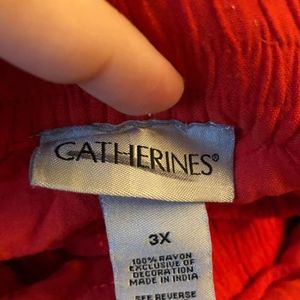 CATHERINES®
3X
100% RAYON
EXCLUSIVE OF
DECORATION
MADE IN INDIA
SEE REVERSE